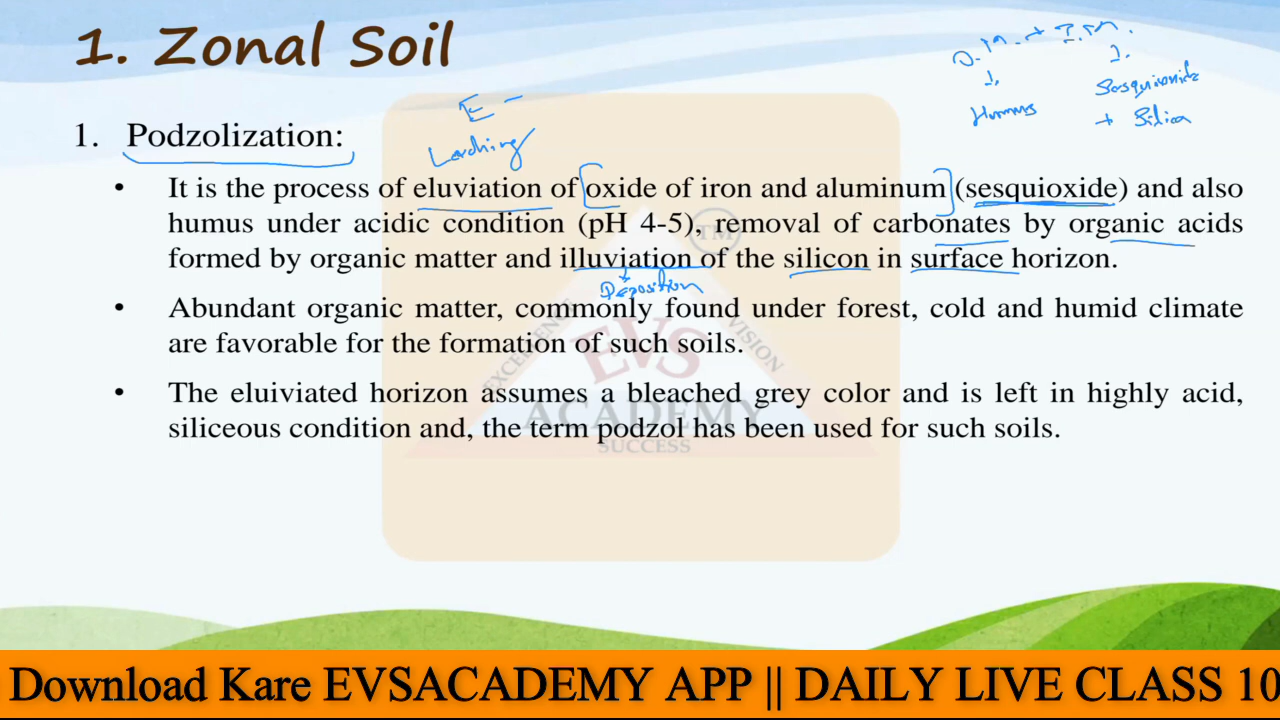 1. Zonal Soil
O.M. + I.M.
Humus
Sesquioxide
+ Silica
E -
Leaching
1. Podzolization:
• It is the process of eluviation of [oxide of iron and aluminum] (sesquioxide) and also
humus under acidic condition (pH 4-5), removal of carbonates by organic acids
formed by organic matter and illuviation of the silicon in surface horizon.
Deposition
• Abundant organic matter, commonly found under forest, cold and humid climate
are favorable for the formation of such soils.
• The eluiviated horizon assumes a bleached grey color and is left in highly acid,
siliceous condition and, the term podzol has been used for such soils.
TM
EXCELLENCE
EVS
VISION
ACADEMY
SUCCESS
Download Kare EVSACADEMY APP || DAILY LIVE CLASS 10